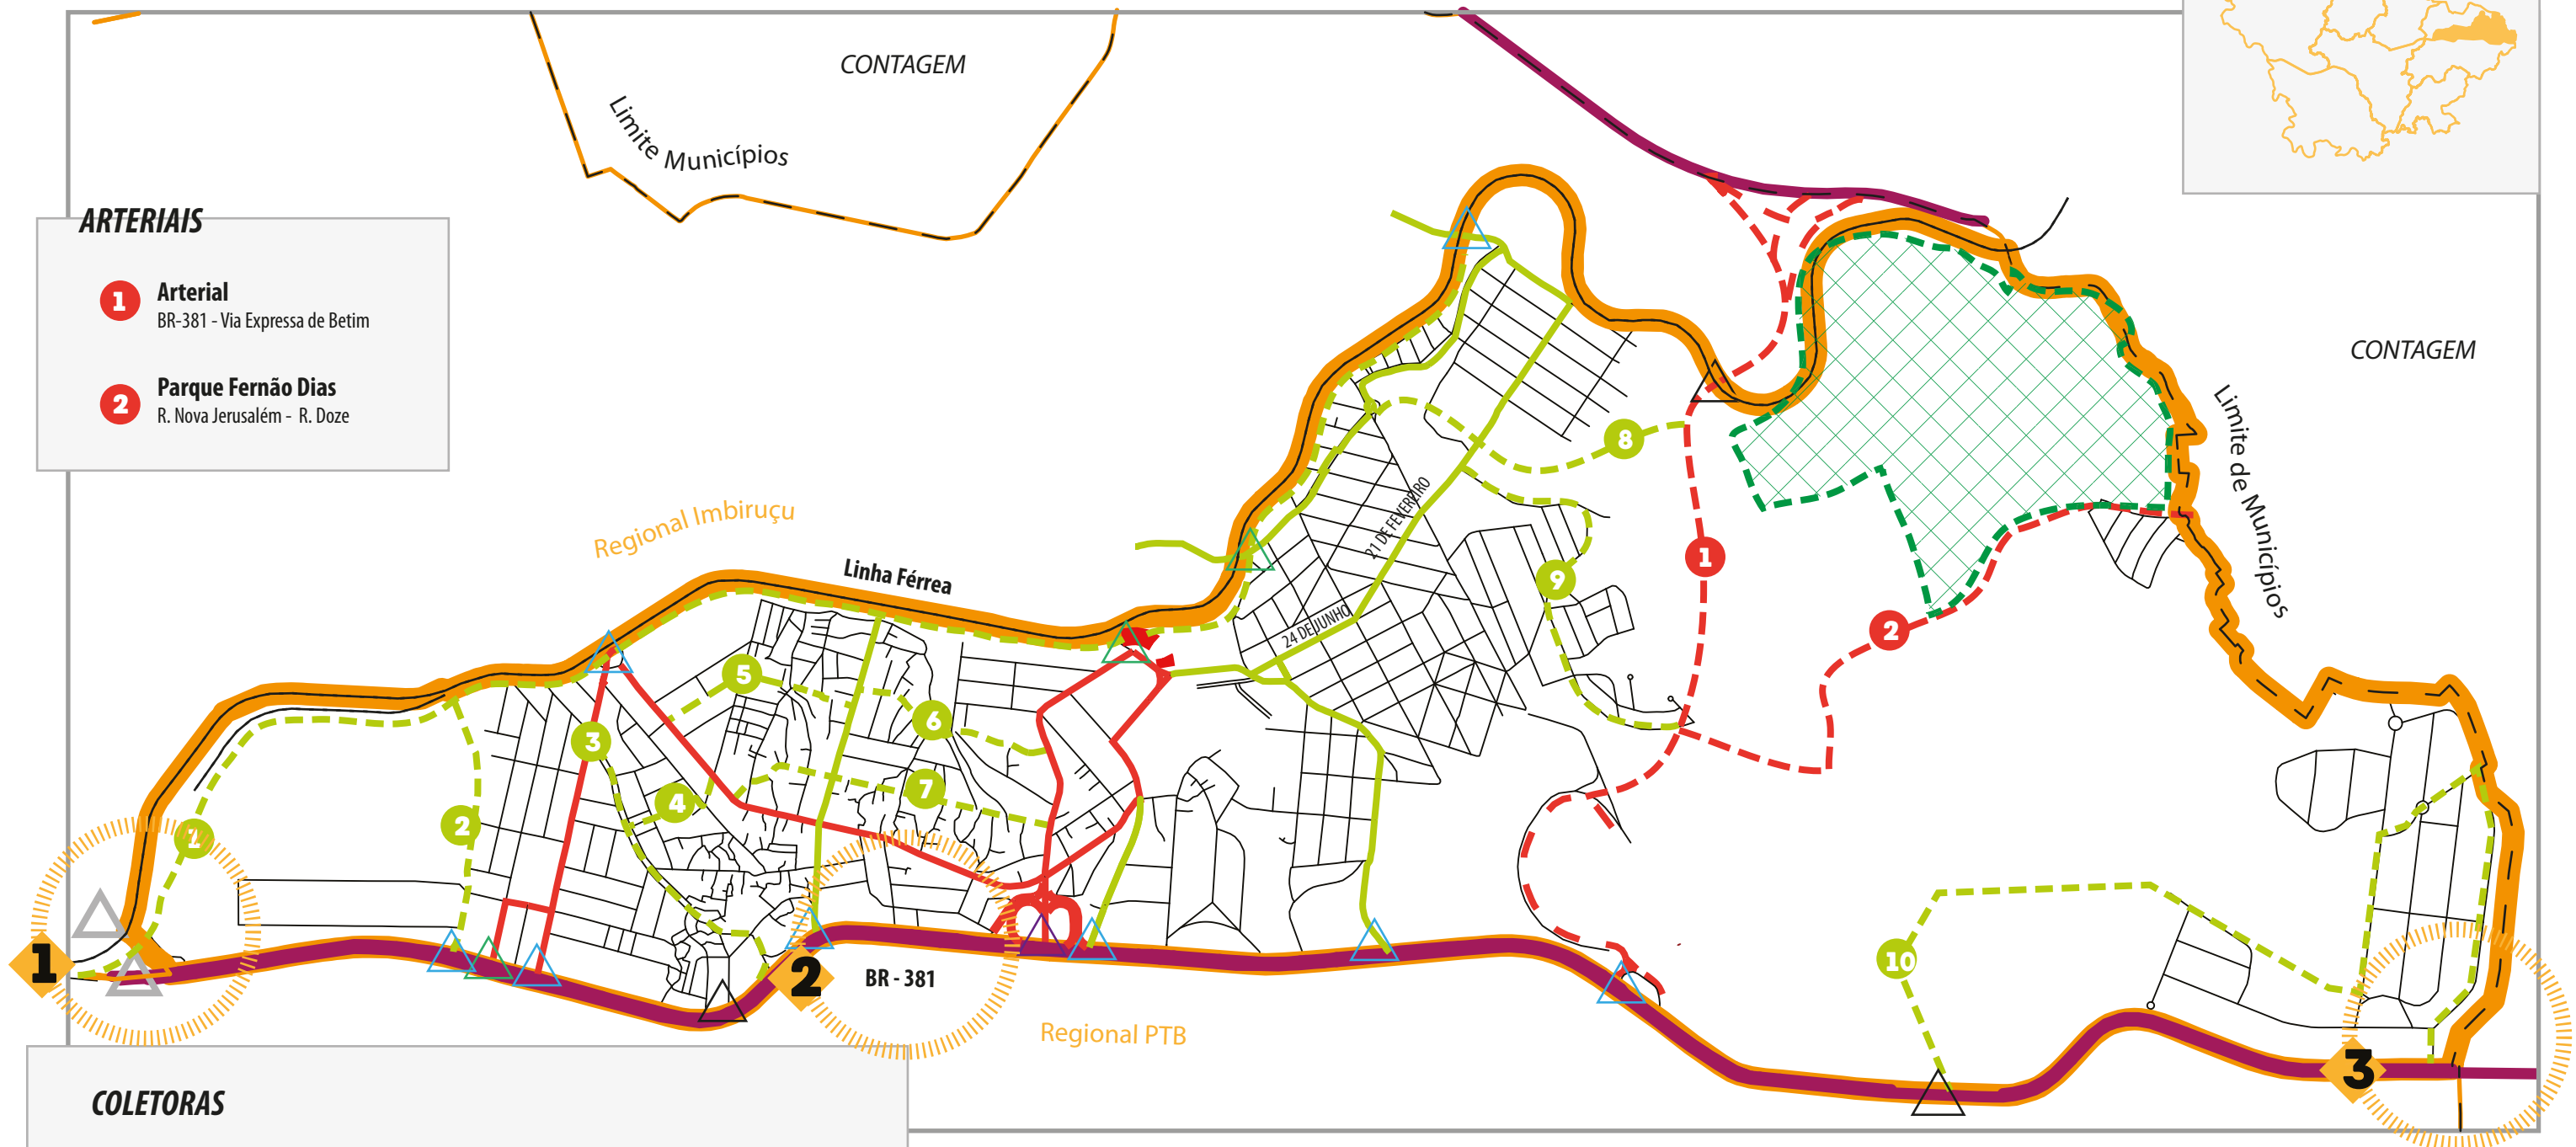 CONTAGEM
Limite Municípios
ARTERIAIS
1
Arterial
BR-381 - Via Expressa de Betim
2
Parque Fernão Dias
R. Nova Jerusalém - R. Doze
CONTAGEM
Limite de Municípios
Regional Imbiruçu
Linha Férrea
21 DE FEVEREIRO
24 DE JUNHO
8
9
1
2
5
6
3
7
4
2
1
10
1
2
BR - 381
Regional PTB
3
COLETORAS